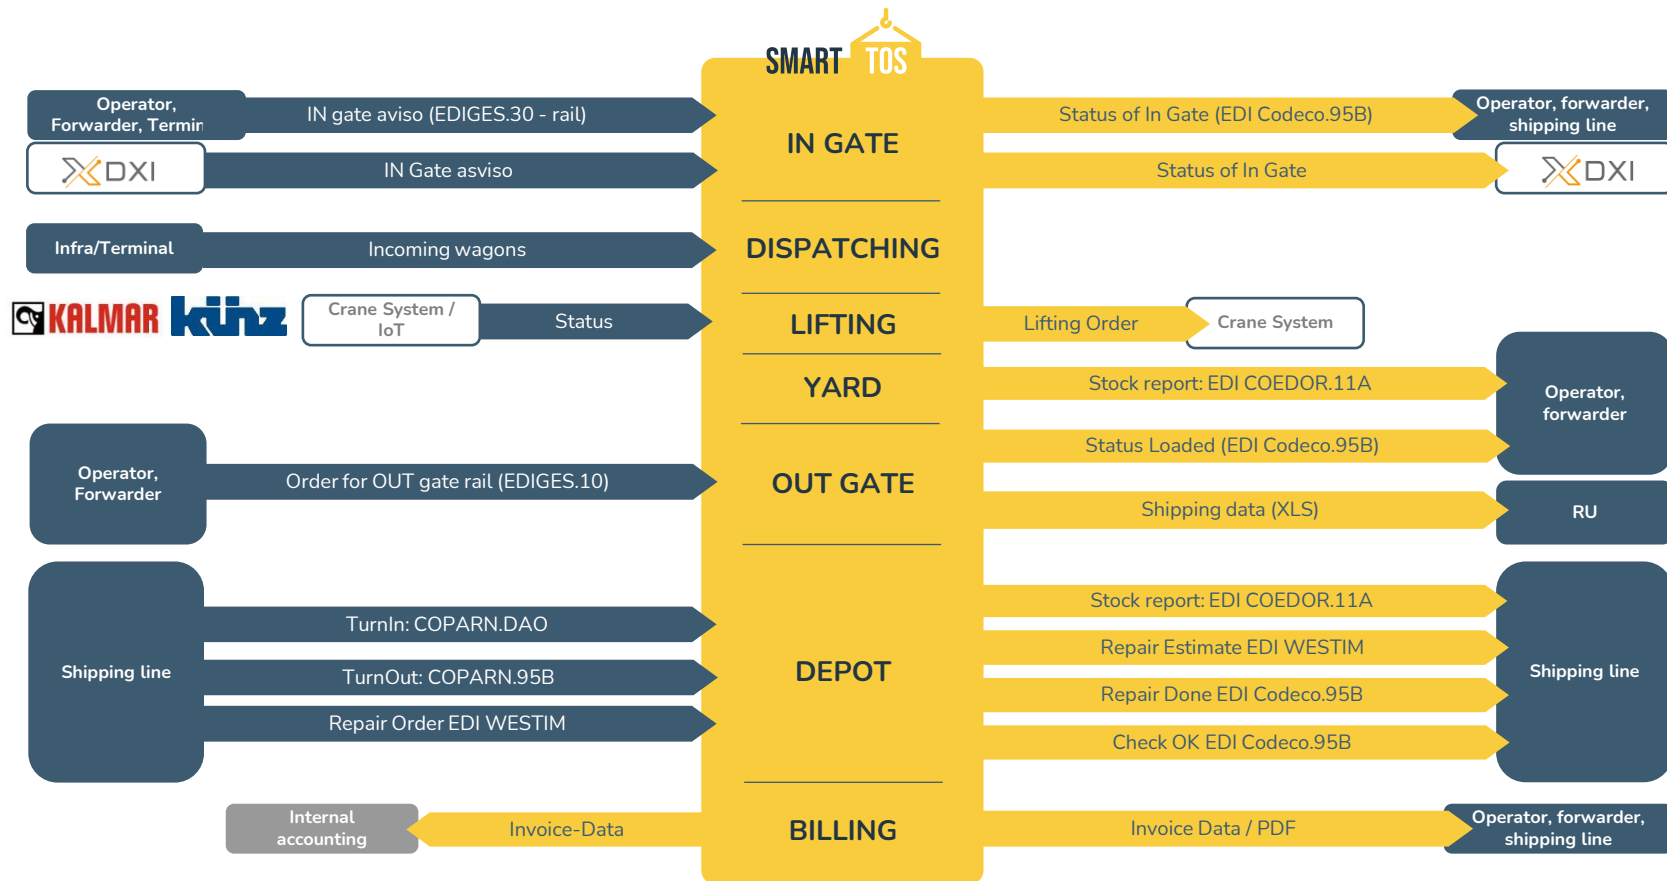 SMART TOS
Operator,
Forwarder, Termin
IN gate aviso (EDIGES.30 - rail)
IN GATE
Status of In Gate (EDI Codeco.95B)
Operator, forwarder,
shipping line
DXI
IN Gate asviso
Status of In Gate
DXI
Infra/Terminal
Incoming wagons
DISPATCHING
KALMAR
künz
Crane System /
IoT
Status
LIFTING
Lifting Order
Crane System
YARD
Stock report: EDI COEDOR.11A
Operator,
forwarder
Status Loaded (EDI Codeco.95B)
Operator,
Forwarder
Order for OUT gate rail (EDIGES.10)
OUT GATE
Shipping data (XLS)
RU
Shipping line
TurnIn: COPARN.DAO
TurnOut: COPARN.95B
Repair Order EDI WESTIM
DEPOT
Stock report: EDI COEDOR.11A
Repair Estimate EDI WESTIM
Repair Done EDI Codeco.95B
Check OK EDI Codeco.95B
Shipping line
Internal
accounting
Invoice-Data
BILLING
Invoice Data / PDF
Operator, forwarder,
shipping line